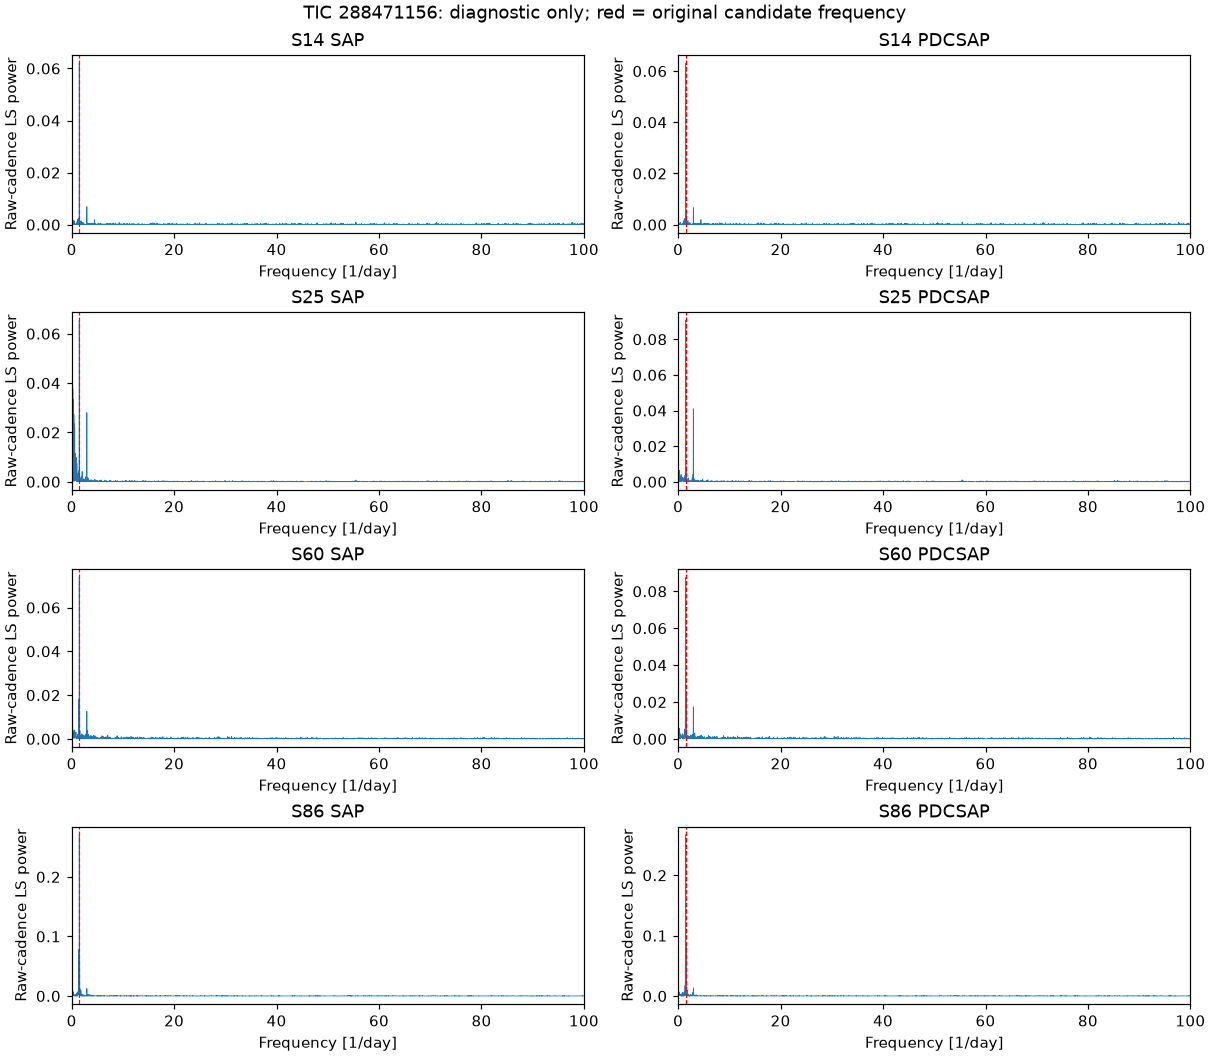 TIC 288471156: diagnostic only; red = original candidate frequency
S14 SAP
S14 PDCSAP
Raw-cadence LS power
0.06
0.04
0.02
0.00
0 20 40 60 80 100
Frequency [1/day]
Raw-cadence LS power
0.06
0.04
0.02
0.00
0 20 40 60 80 100
Frequency [1/day]
S25 SAP
S25 PDCSAP
Raw-cadence LS power
0.06
0.04
0.02
0.00
0 20 40 60 80 100
Frequency [1/day]
Raw-cadence LS power
0.08
0.06
0.04
0.02
0.00
0 20 40 60 80 100
Frequency [1/day]
S60 SAP
S60 PDCSAP
Raw-cadence LS power
0.06
0.04
0.02
0.00
0 20 40 60 80 100
Frequency [1/day]
Raw-cadence LS power
0.08
0.06
0.04
0.02
0.00
0 20 40 60 80 100
Frequency [1/day]
S86 SAP
S86 PDCSAP
Raw-cadence LS power
0.2
0.1
0.0
0 20 40 60 80 100
Frequency [1/day]
Raw-cadence LS power
0.2
0.1
0.0
0 20 40 60 80 100
Frequency [1/day]